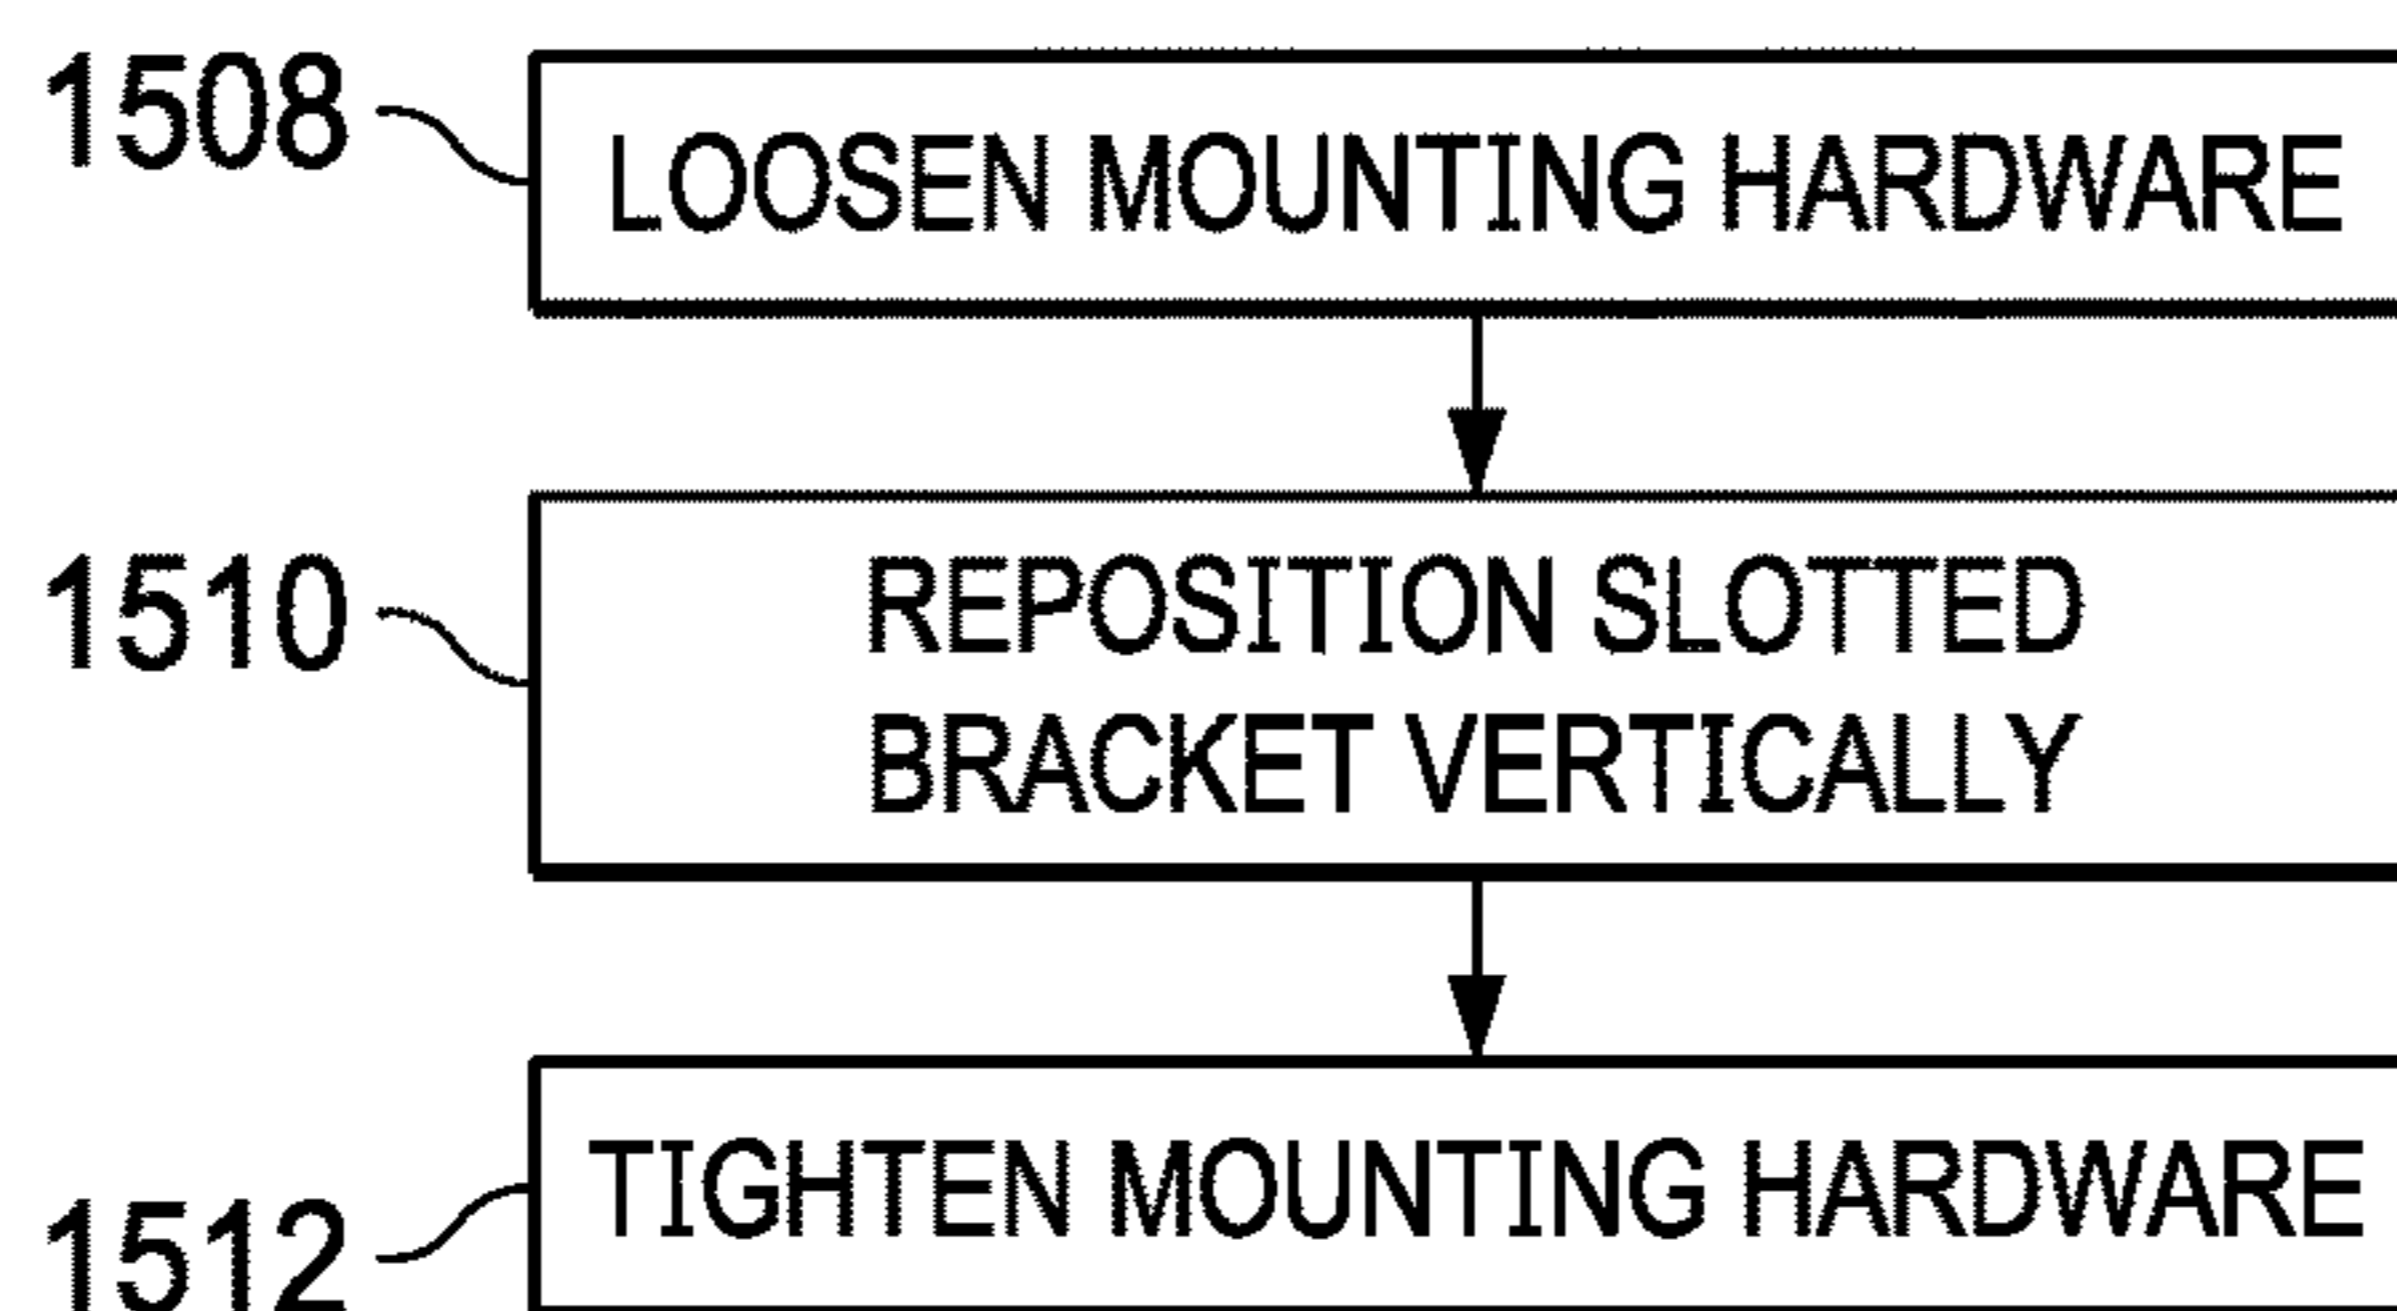 1508
LOOSEN MOUNTING HARDWARE
1510
REPOSITION SLOTTED
BRACKET VERTICALLY
1512
TIGHTEN MOUNTING HARDWARE